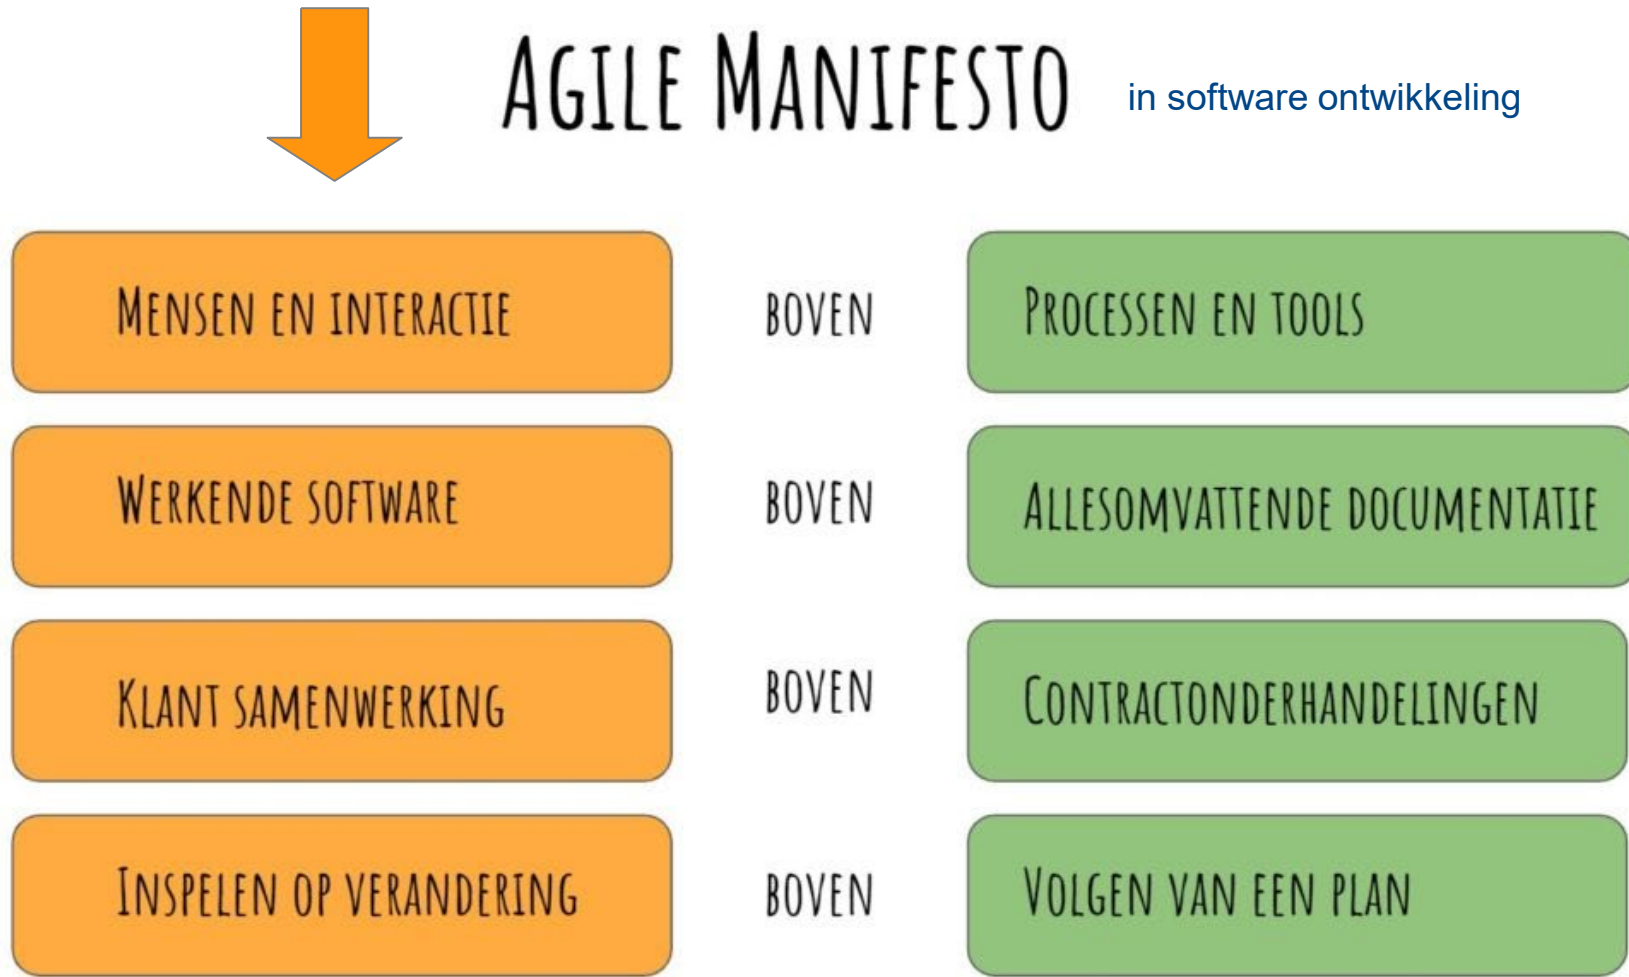 AGILE MANIFESTO in software ontwikkeling
MENSEN EN INTERACTIE BOVEN PROCESSEN EN TOOLS
WERKENDE SOFTWARE BOVEN ALLESOMVATTENDE DOCUMENTATIE
KLANT SAMENWERKING BOVEN CONTRACTONDERHANDELINGEN
INSPELEN OP VERANDERING BOVEN VOLGEN VAN EEN PLAN